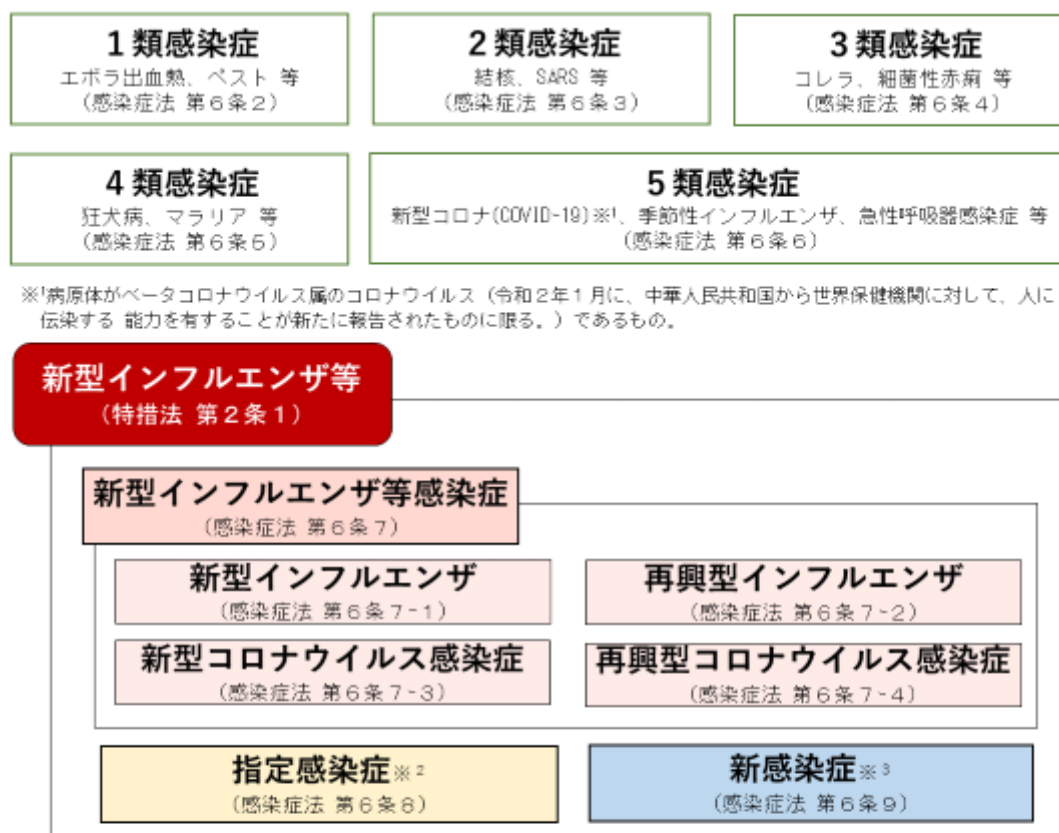 1類感染症
エボラ出血熱、ペスト 等
(感染症法 第6条2)
2類感染症
結核、SARS 等
(感染症法 第6条3)
3類感染症
コレラ、細菌性赤痢 等
(感染症法 第6条4)
4類感染症
狂犬病、マラリア 等
(感染症法 第6条5)
5類感染症
新型コロナ(COVID-19)※¹、季節性インフルエンザ、急性呼吸器感染症 等
(感染症法 第6条6)
※¹病原体がベータコロナウイルス属のコロナウイルス（令和2年1月に、中華人民共和国から世界保健機関に対して、人に
伝染する 能力を有することが新たに報告されたものに限る。）であるもの。
新型インフルエンザ等
(特措法 第2条1)
新型インフルエンザ等感染症
(感染症法 第6条7)
新型インフルエンザ
(感染症法 第6条7-1)
再興型インフルエンザ
(感染症法 第6条7-2)
新型コロナウイルス感染症
(感染症法 第6条7-3)
再興型コロナウイルス感染症
(感染症法 第6条7-4)
指定感染症※²
(感染症法 第6条8)
新感染症※³
(感染症法 第6条9)